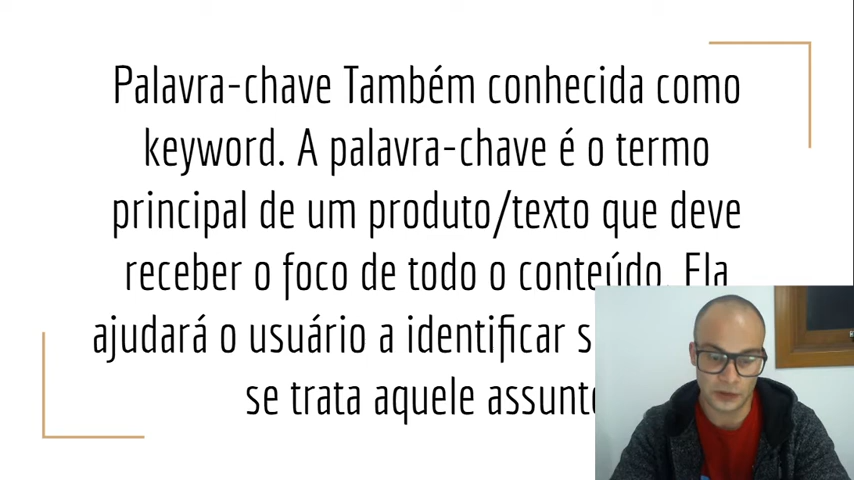 Palavra-chave Também conhecida como
keyword. A palavra-chave é o termo
principal de um produto/texto que deve
receber o foco de todo o conteúdo. Ela
ajudará o usuário a identificar
se trata aquele assunto